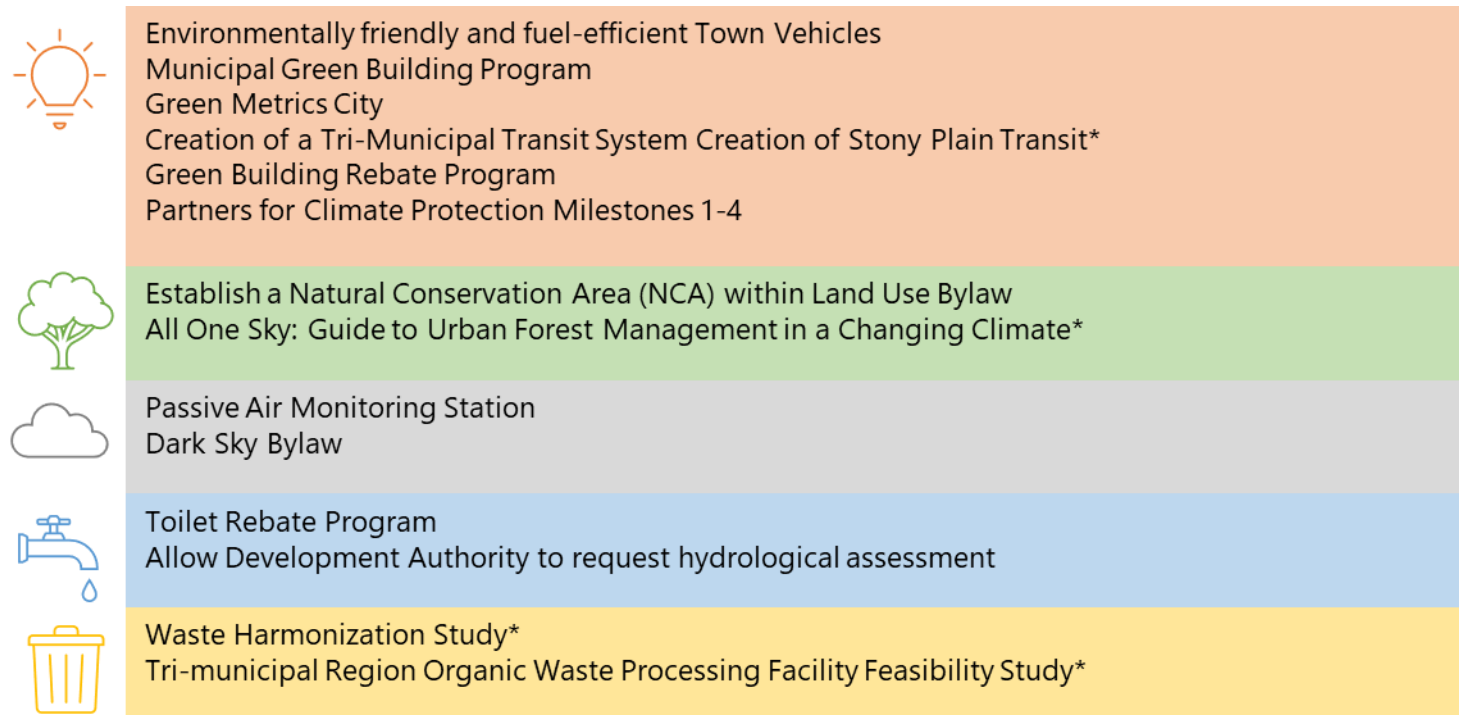 Environmentally friendly and fuel-efficient Town Vehicles
Municipal Green Building Program
Green Metrics City
Creation of a Tri-Municipal Transit System Creation of Stony Plain Transit*
Green Building Rebate Program
Partners for Climate Protection Milestones 1-4
Establish a Natural Conservation Area (NCA) within Land Use Bylaw
All One Sky: Guide to Urban Forest Management in a Changing Climate*
Passive Air Monitoring Station
Dark Sky Bylaw
Toilet Rebate Program
Allow Development Authority to request hydrological assessment
Waste Harmonization Study*
Tri-municipal Region Organic Waste Processing Facility Feasibility Study*